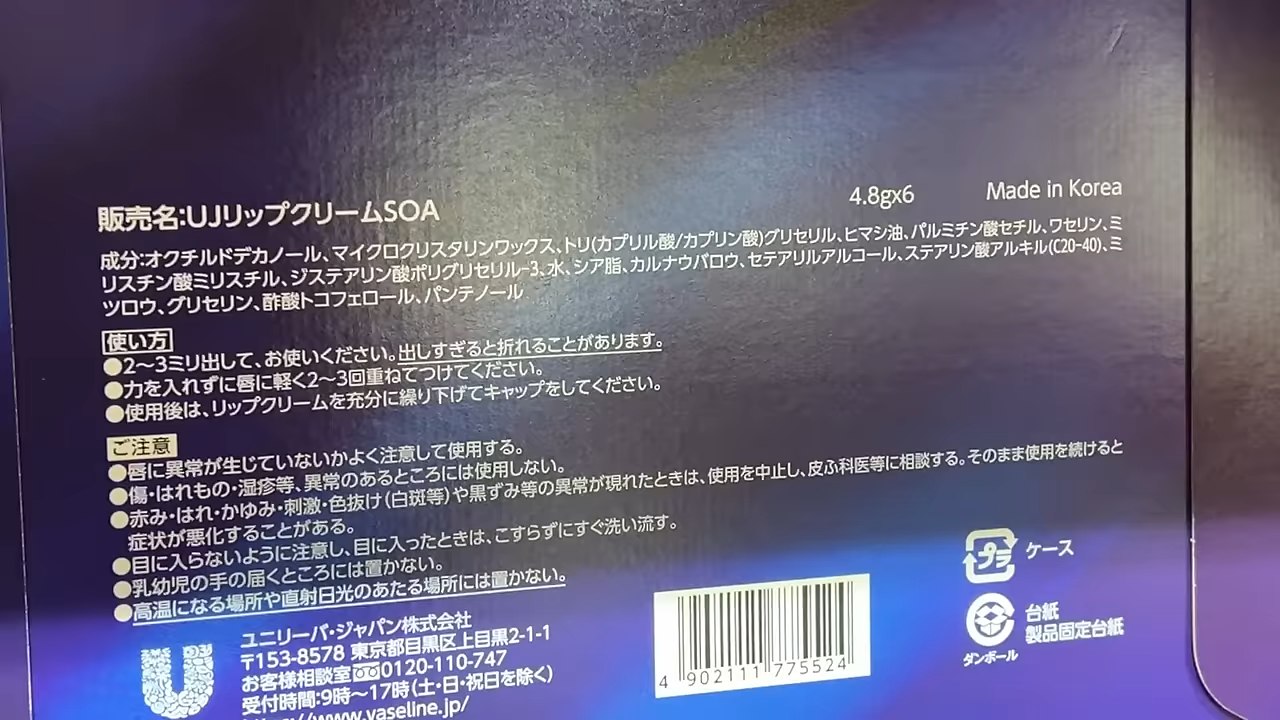 販売名:UJリップクリームSOA
4.8gx6
Made in Korea
成分:オクチルドデカノール、マイクロクリスタリンワックス、トリ(カプリル酸/カプリン酸)グリセリル、ヒマシ油、パルミチン酸セチル、ワセリン、ミ
リスチン酸ミリスチル、ジステアリン酸ポリグリセリル-3、水、シア脂、カルナウバロウ、セテアリルアルコール、ステアリン酸アルキル(C20-40)、ミ
ツロウ、グリセリン、酢酸トコフェロール、パンテノール
使い方
●2〜3ミリ出して、お使いください。出しすぎると折れることがあります。
●力を入れずに唇に軽く2〜3回重ねてつけてください。
●使用後は、リップクリームを充分に繰り下げてキャップをしてください。
ご注意
●唇に異常が生じていないかよく注意して使用する。
●傷・はれもの・湿疹等、異常のあるところには使用しない。
●赤み・はれ・かゆみ・刺激・色抜け(白斑等)や黒ずみ等の異常が現れたときは、使用を中止し、皮ふ科医等に相談する。そのまま使用を続けると
症状が悪化することがある。
●目に入らないように注意し、目に入ったときは、こすらずにすぐ洗い流す。
●乳幼児の手の届くところには置かない。
●高温になる場所や直射日光のあたる場所には置かない。
ユニリーバ・ジャパン株式会社
〒153-8578 東京都目黒区上目黒2-1-1
お客様相談室 0120-110-747
受付時間:9時〜17時(土・日・祝日を除く)
https://www.vaseline.jp/
4 902111 775524
プラ ケース
ダンボール
台紙
製品固定台紙